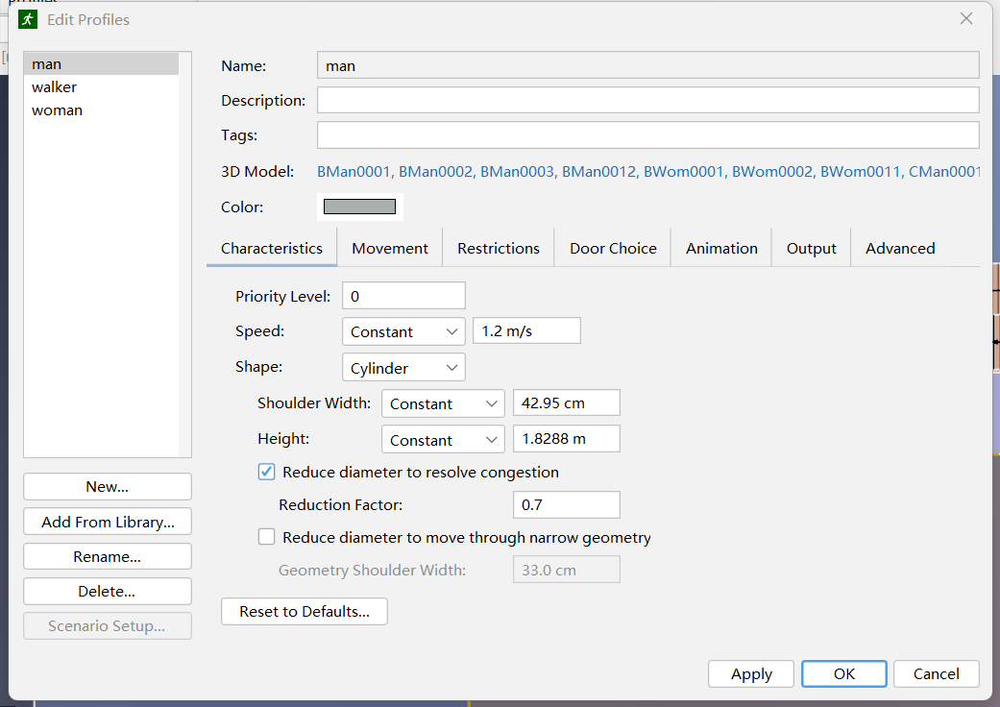 Edit Profiles
man
walker
woman
New...
Add From Library...
Rename...
Delete...
Scenario Setup...
Name: man
Description:
Tags:
3D Model: BMan0001, BMan0002, BMan0003, BMan0012, BWom0001, BWom0002, BWom0011, CMan0001
Color:
Characteristics Movement Restrictions Door Choice Animation Output Advanced
Priority Level: 0
Speed: Constant 1.2 m/s
Shape: Cylinder
Shoulder Width: Constant 42.95 cm
Height: Constant 1.8288 m
Reduce diameter to resolve congestion
Reduction Factor: 0.7
Reduce diameter to move through narrow geometry
Geometry Shoulder Width: 33.0 cm
Reset to Defaults...
Apply OK Cancel